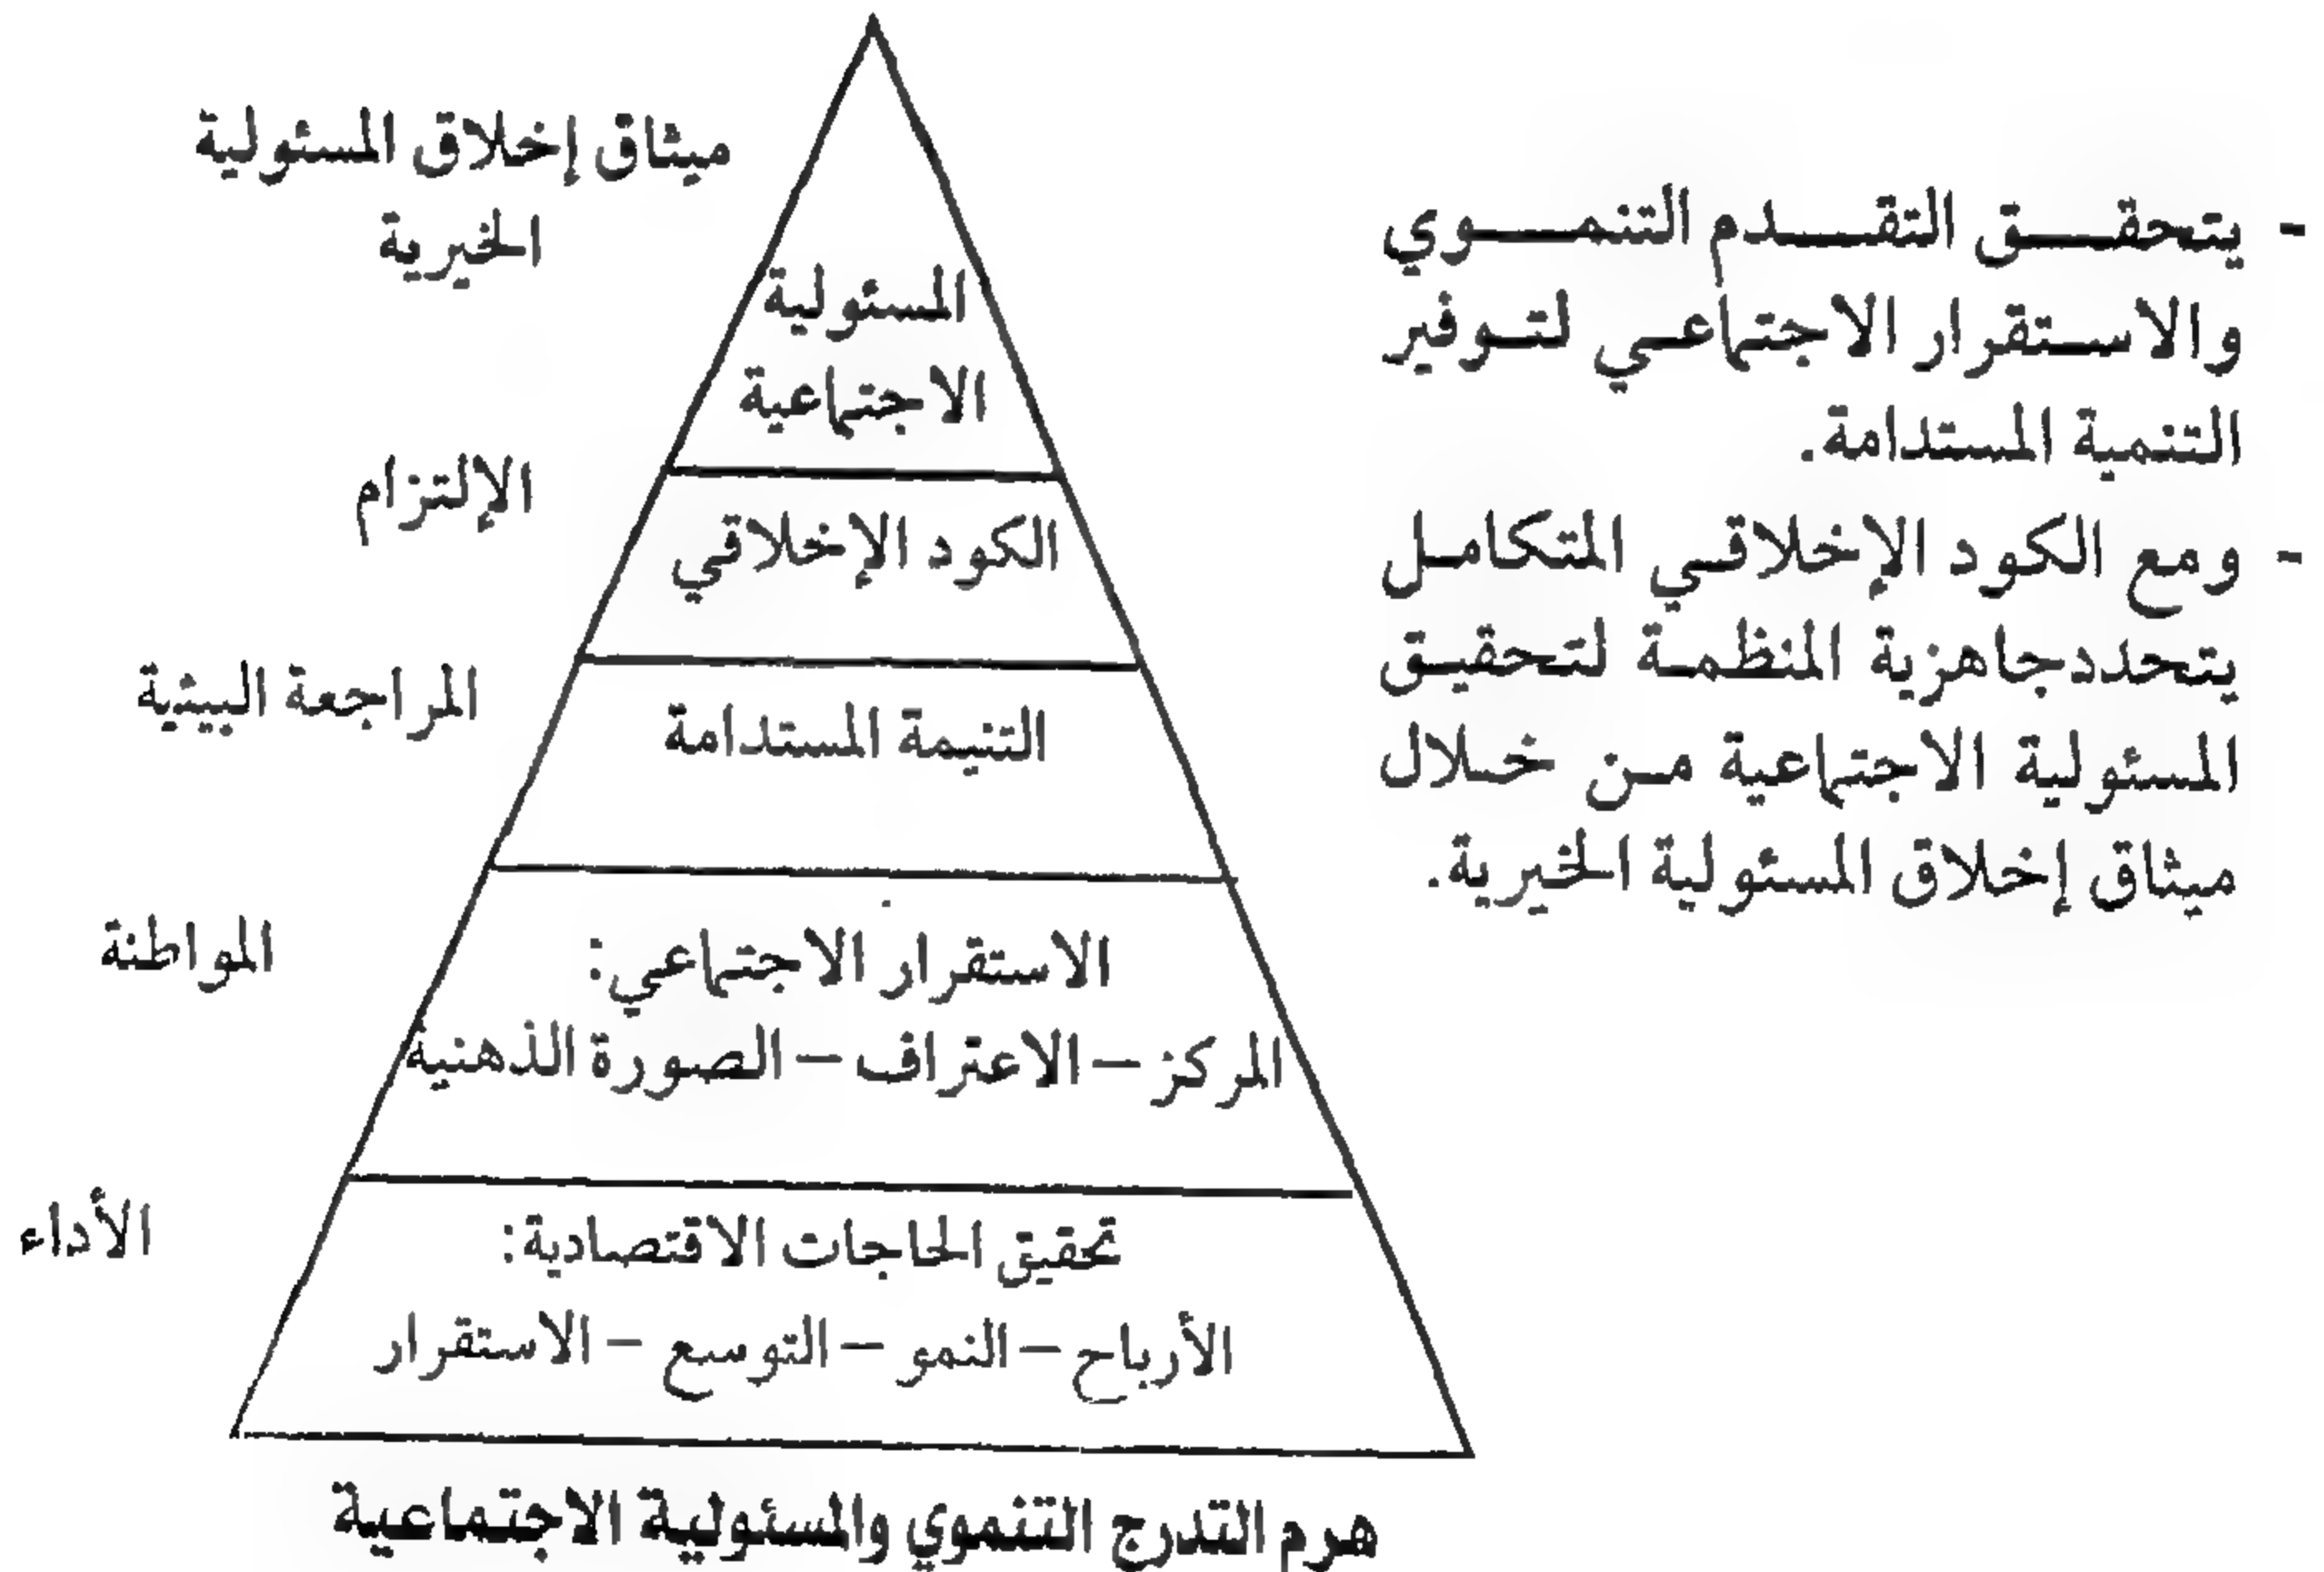 - يتحقق التقدم التنموي
والاستقرار الاجتماعي لتوفير
التنمية المستدامة.
- ومع الكود الإخلاقي المتكامل
يتحدد جاهزية المنظمة لتحقيق
المسئولية الاجتماعية من خلال
ميثاق إخلاق المسئولية الخيرية.
ميثاق إخلاق المسئولية
الخيرية
المسئولية
الاجتماعية
الإلتزام
الكود الإخلاقي
المراجعة البيئية
التنيمة المستدامة
المواطنة
الاستقرار الاجتماعي:
المركز – الاعتراف – الصورة الذهنية
الأداء
تحقيق الحاجات الاقتصادية:
الأرباح – النمو – التوسع – الاستقرار
هرم التدرج التنموي والمسئولية الاجتماعية